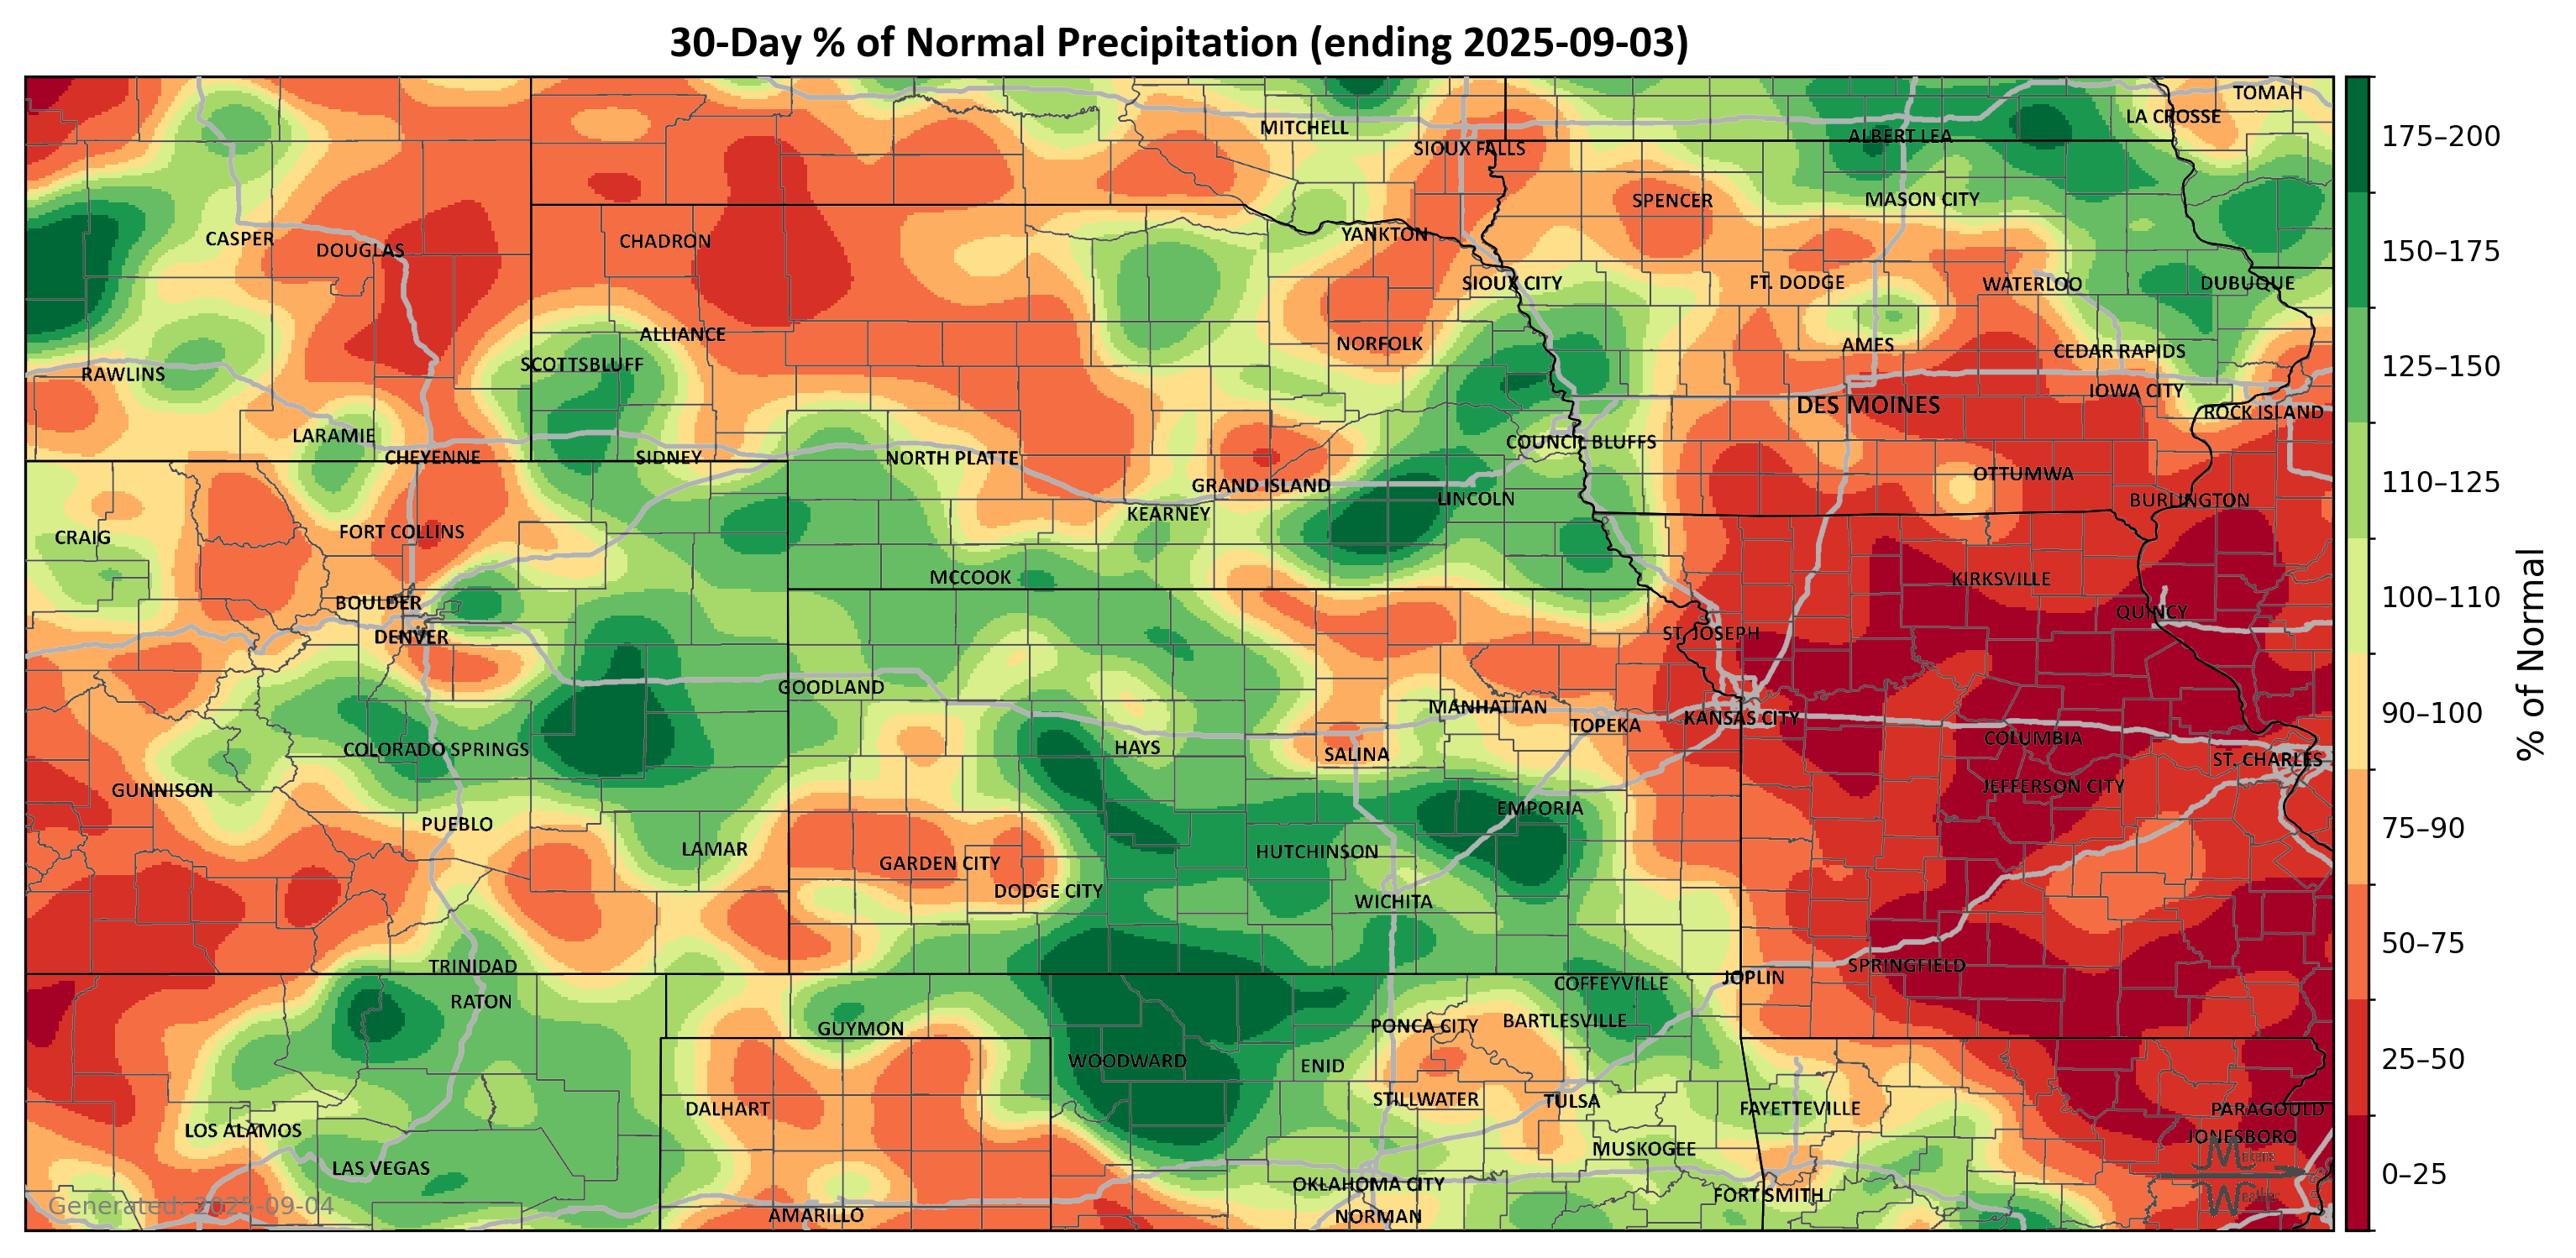 30-Day % of Normal Precipitation (ending 2025-09-03)
TOMAH
LA CROSSE
MITCHELL
ALBERT LEA
SIOUX FALLS
SPENCER
MASON CITY
YANKTON
CASPER
CHADRON
DOUGLAS
SIOUX CITY
FT. DODGE
WATERLOO
DUBUQUE
ALLIANCE
NORFOLK
AMES
CEDAR RAPIDS
SCOTTSBLUFF
RAWLINS
IOWA CITY
DES MOINES
ROCK ISLAND
LARAMIE
COUNCIL BLUFFS
CHEYENNE
SIDNEY
NORTH PLATTE
OTTUMWA
GRAND ISLAND
LINCOLN
BURLINGTON
KEARNEY
FORT COLLINS
CRAIG
MCCOOK
KIRKSVILLE
BOULDER
QUINCY
DENVER
ST. JOSEPH
GOODLAND
MANHATTAN
KANSAS CITY
TOPEKA
COLUMBIA
COLORADO SPRINGS
HAYS
SALINA
ST. CHARLES
GUNNISON
JEFFERSON CITY
EMPORIA
PUEBLO
LAMAR
HUTCHINSON
GARDEN CITY
DODGE CITY
WICHITA
TRINIDAD
SPRINGFIELD
JOPLIN
COFFEYVILLE
RATON
BARTLESVILLE
PONCA CITY
GUYMON
WOODWARD
ENID
STILLWATER
TULSA
DALHART
FAYETTEVILLE
PARAGOULD
LOS ALAMOS
JONESBORO
MUSKOGEE
LAS VEGAS
OKLAHOMA CITY
FORT SMITH
AMARILLO
NORMAN
Generated: 2025-09-04
175–200
150–175
125–150
110–125
100–110
90–100
75–90
50–75
25–50
0–25
% of Normal